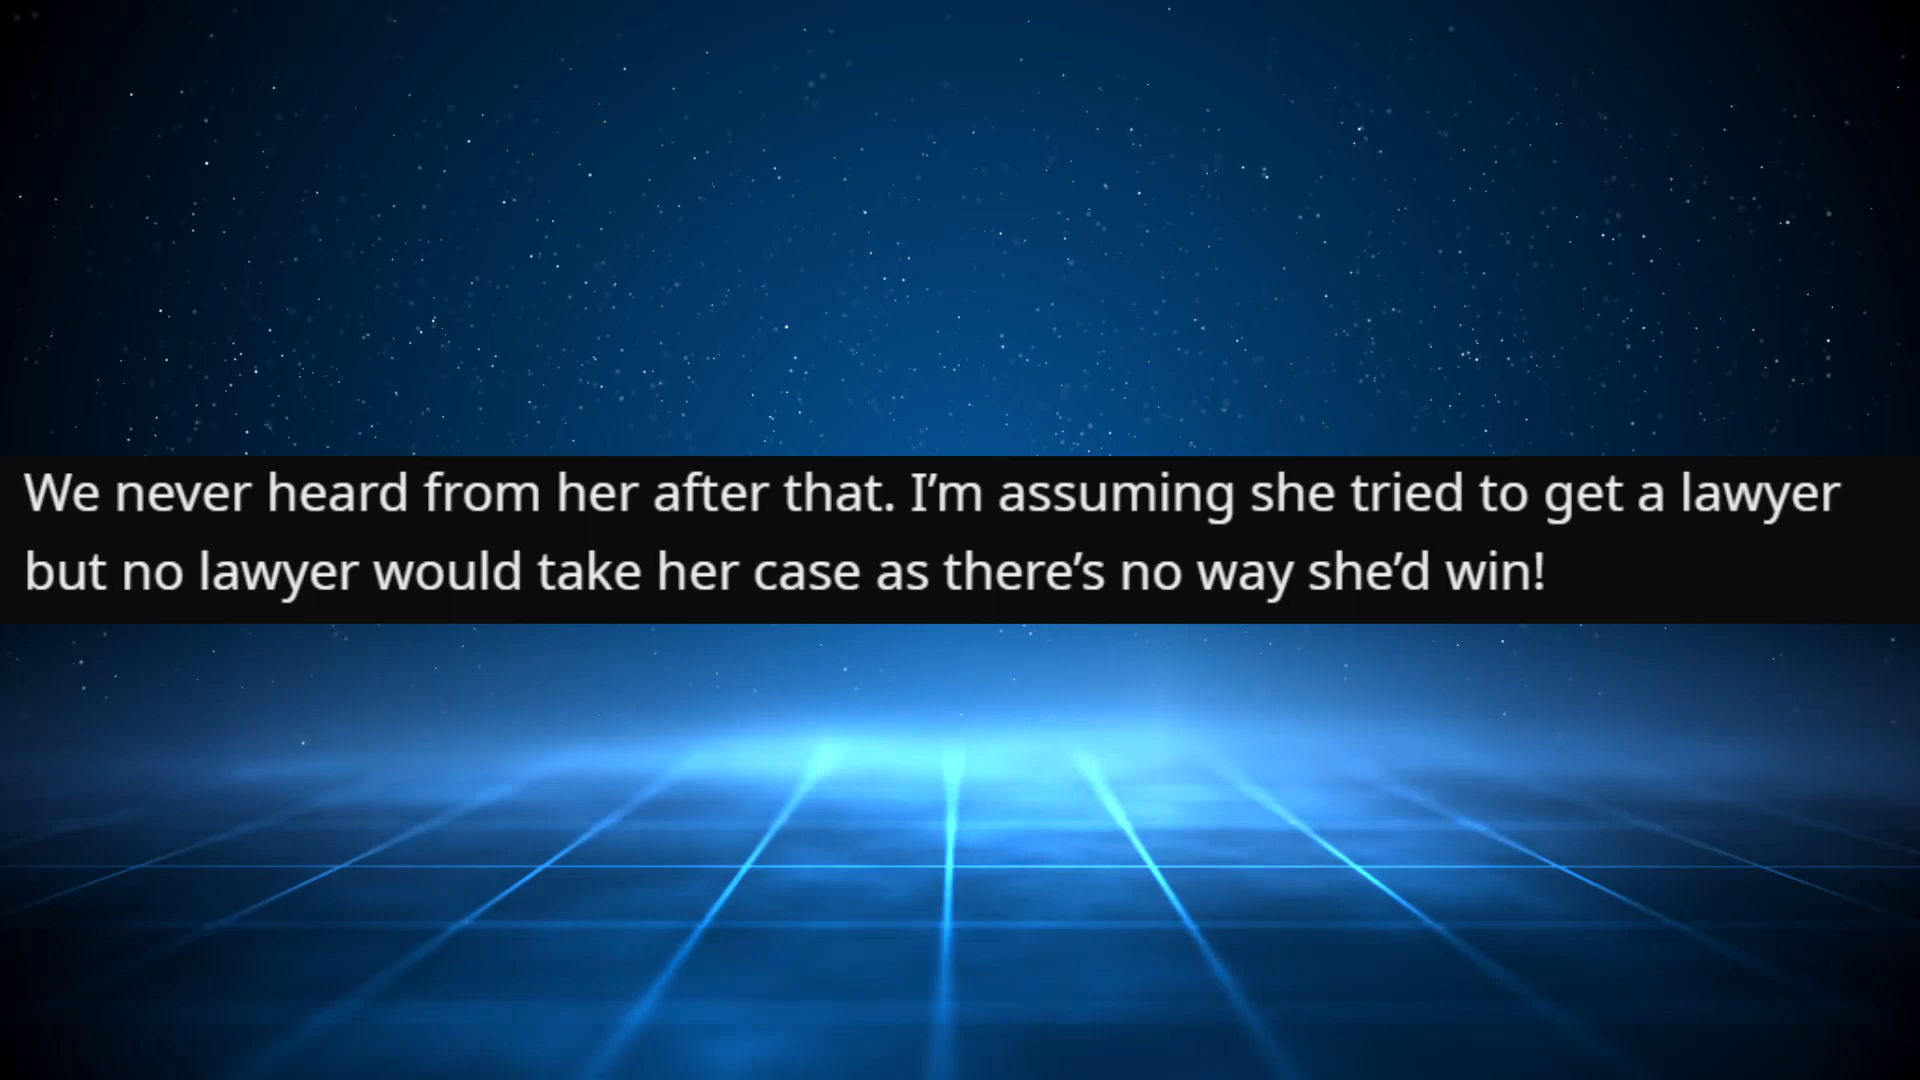 We never heard from her after that. I’m assuming she tried to get a lawyer
but no lawyer would take her case as there’s no way she’d win!